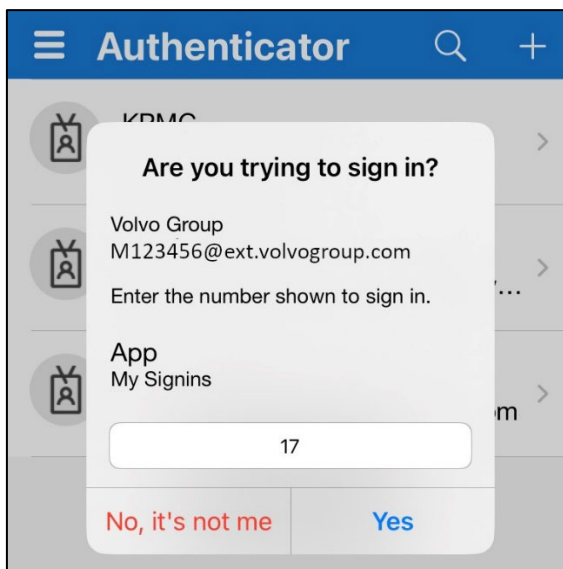 Authenticator
KPMG
Are you trying to sign in?
Volvo Group
M123456@ext.volvogroup.com
Enter the number shown to sign in.
App
My Signins
17
No, it's not me
Yes